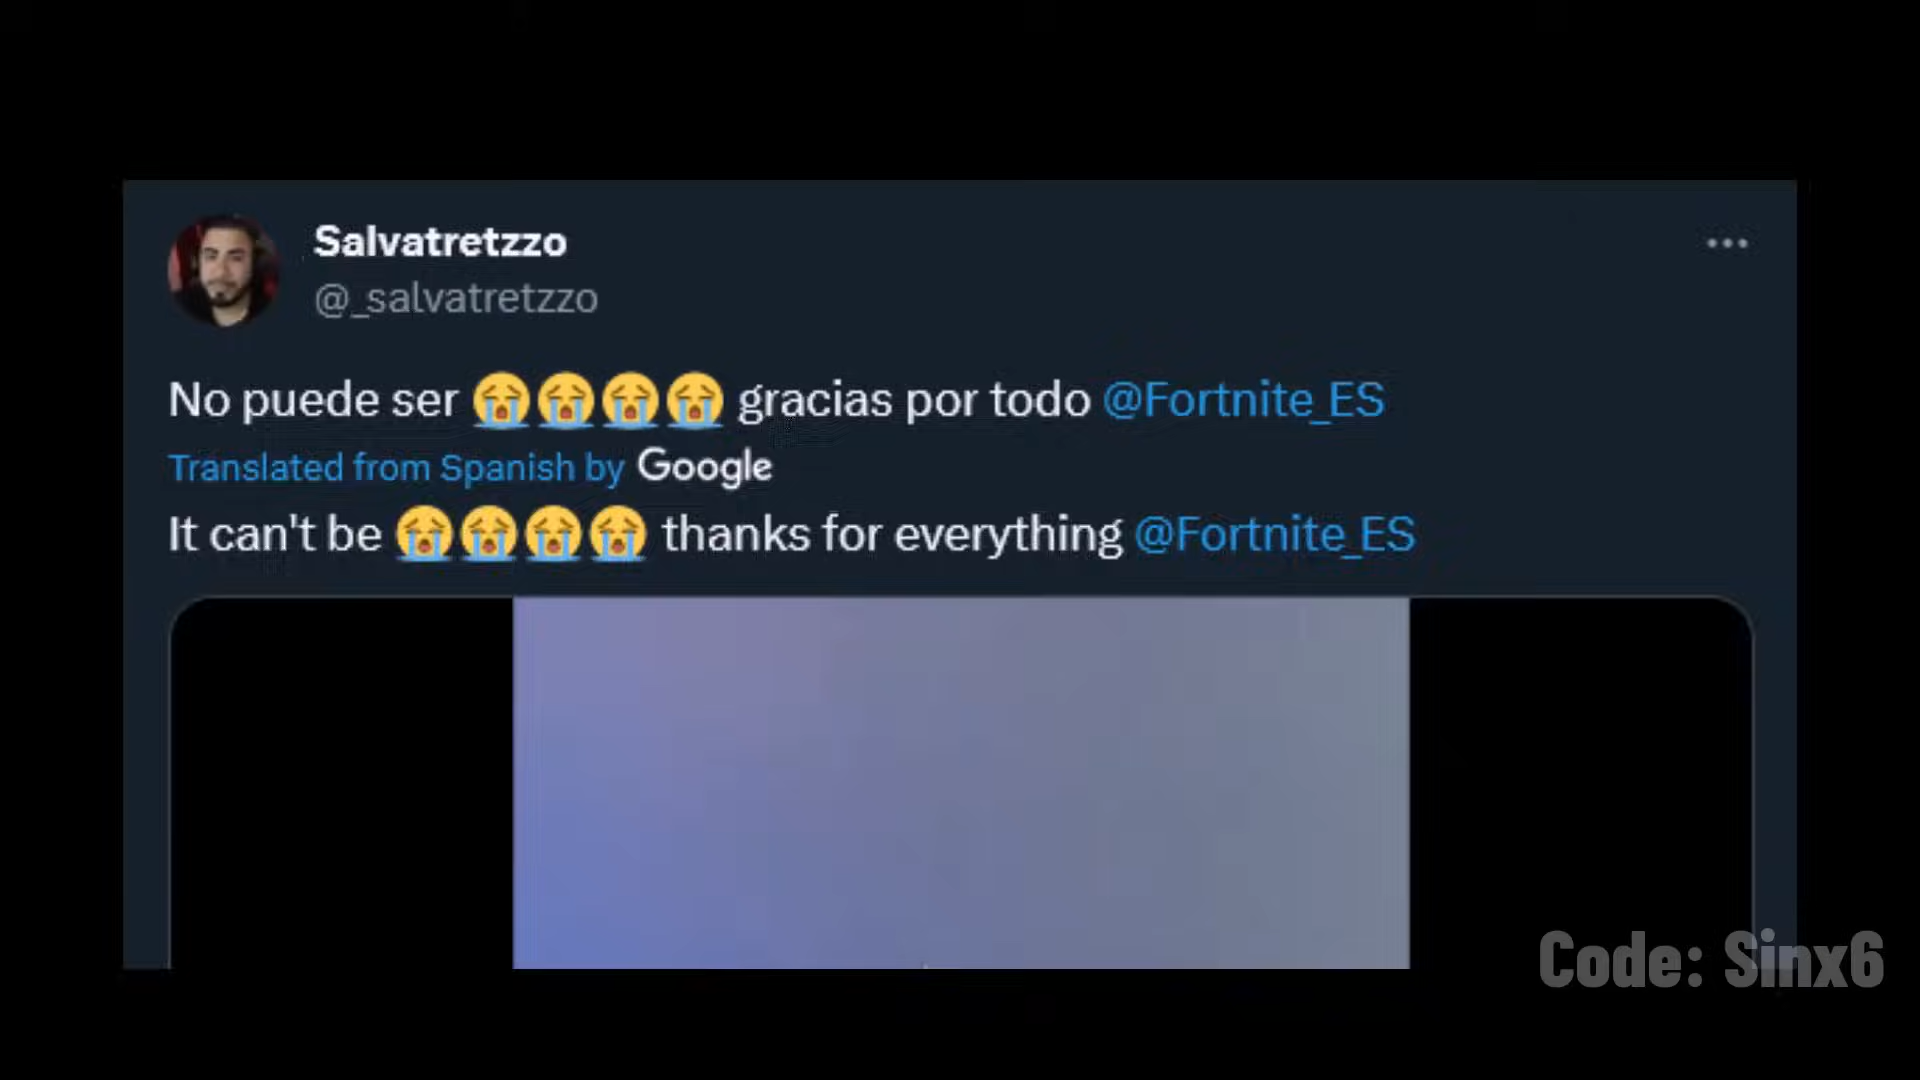 Salvatretzzo
@_salvatretzzo
No puede ser 😭😭😭😭 gracias por todo @Fortnite_ES
Translated from Spanish by Google
It can't be 😭😭😭😭 thanks for everything @Fortnite_ES
Code: Sinx6